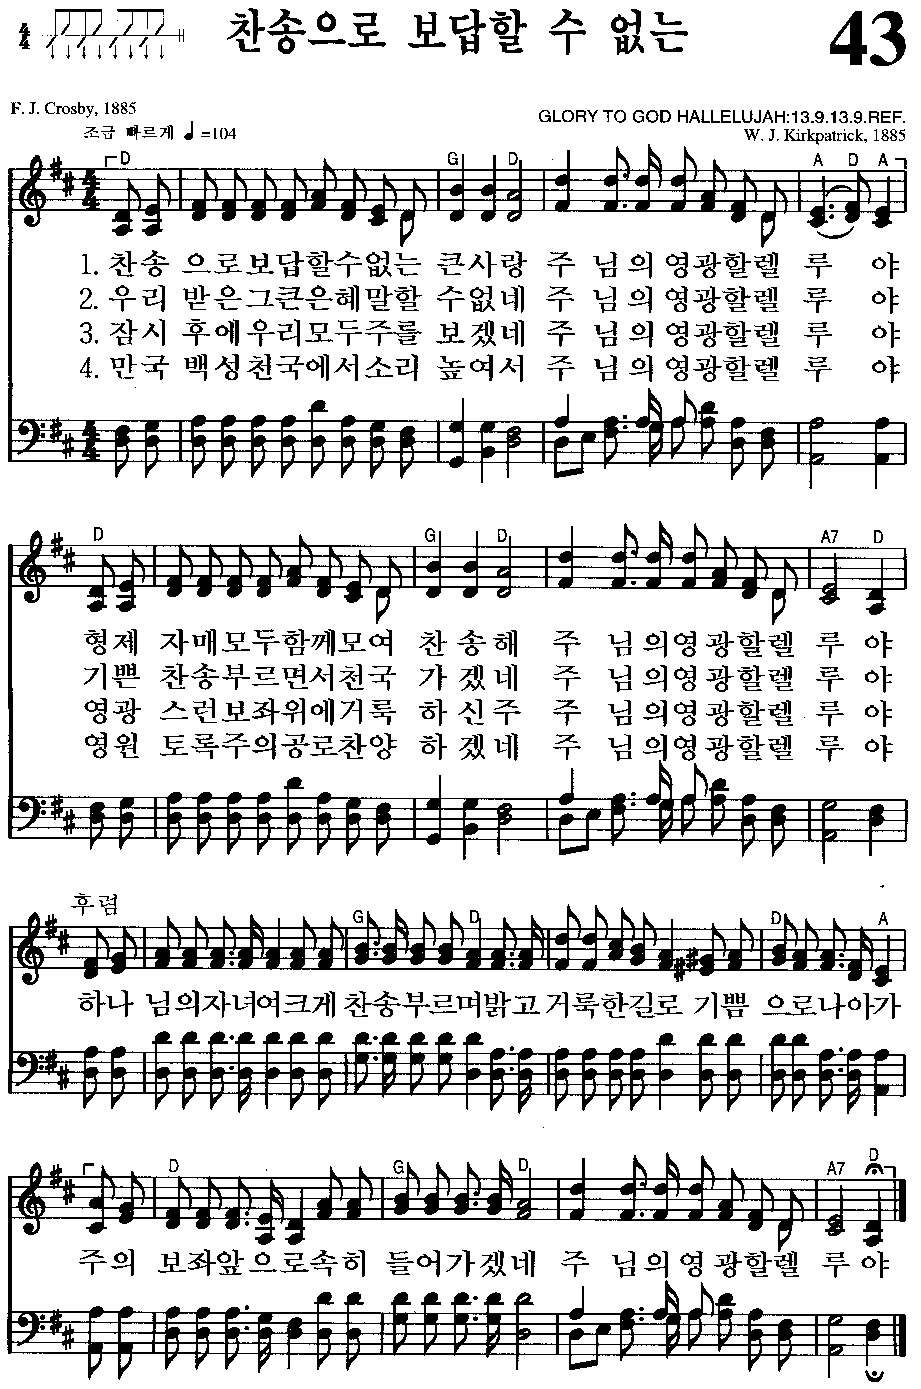 4/4 찬송으로 보답할 수 없는 43
F. J. Crosby, 1885
GLORY TO GOD HALLELUJAH:13.9.13.9.REF.
조금 빠르게 ♩=104 W. J. Kirkpatrick, 1885
D G D A D A
1. 찬송 으로보답할수없는 큰사랑 주 님의영광할렐 루 야
2. 우리 받은그큰은혜말할 수없네 주 님의영광할렐 루 야
3. 잠시 후에우리모두주를 보겠네 주 님의영광할렐 루 야
4. 만국 백성천국에서소리 높여서 주 님의영광할렐 루 야
D G D A7 D
형제 자매모두함께모여 찬송해 주 님의영광할렐 루 야
기쁜 찬송부르면서천국 가겠네 주 님의영광할렐 루 야
영광 스런보좌위에거룩 하신주 주 님의영광할렐 루 야
영원 토록주의공로찬양 하겠네 주 님의영광할렐 루 야
후렴
G D D A
하나 님의자녀여크게 찬송부르며밝고 거룩한길로 기쁨 으로나아가
D G D A7 D
주의 보좌앞으로속히 들어가겠네 주 님의영광할렐 루야